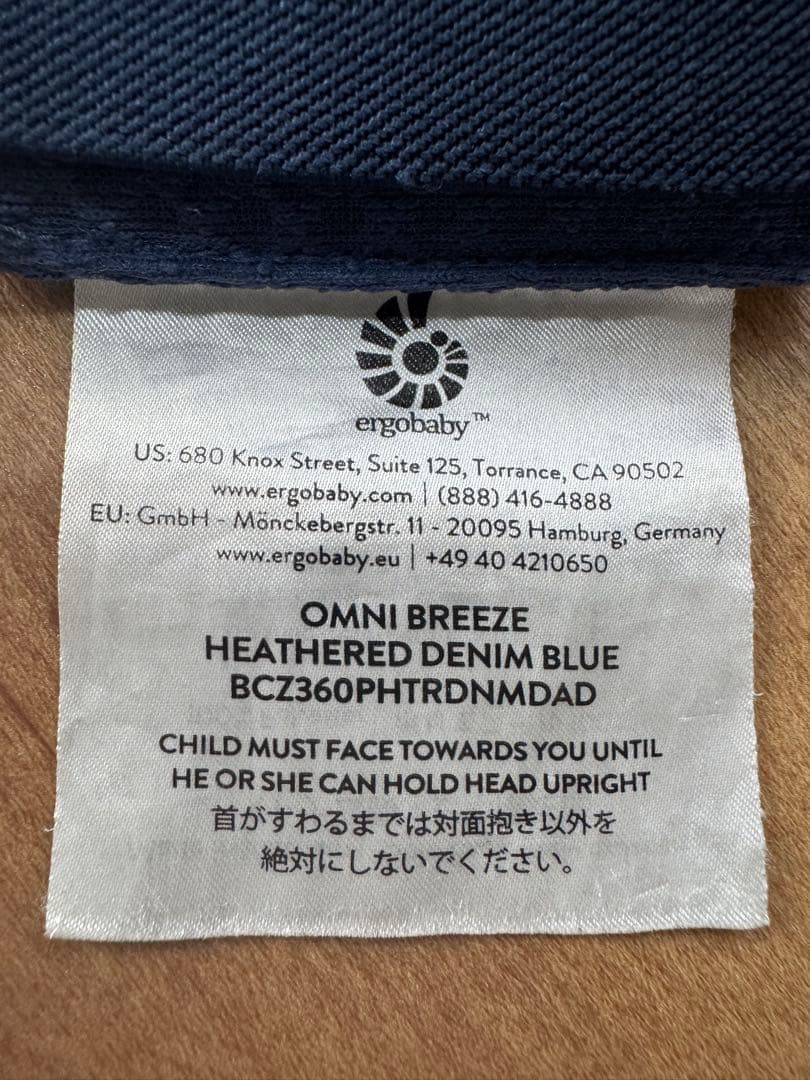 ergobaby™
US: 680 Knox Street, Suite 125, Torrance, CA 90502
www.ergobaby.com | (888) 416-4888
EU: GmbH - Mönckebergstr. 11 - 20095 Hamburg, Germany
www.ergobaby.eu | +49 40 4210650
OMNI BREEZE
HEATHERED DENIM BLUE
BCZ360PHTRDNMDAD
CHILD MUST FACE TOWARDS YOU UNTIL
HE OR SHE CAN HOLD HEAD UPRIGHT
首がすわるまでは対面抱き以外を
絶対にしないでください。